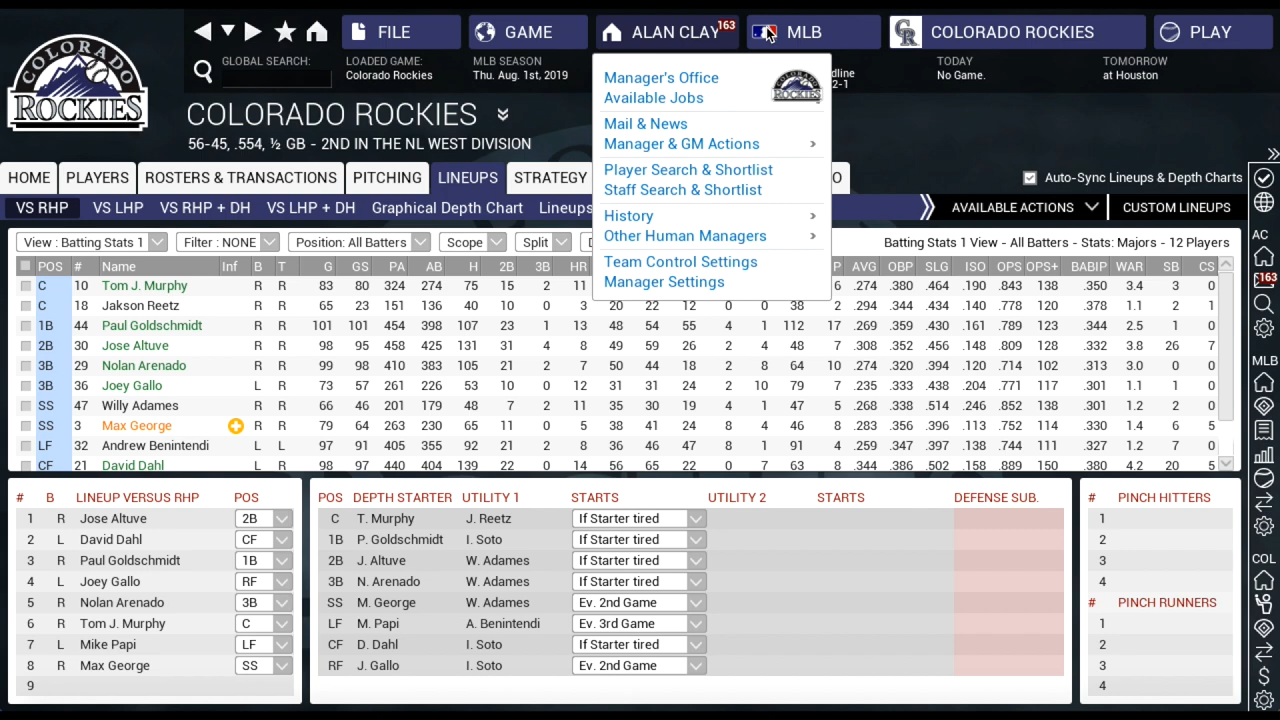 FILE GAME ALAN CLAY 163 MLB COLORADO ROCKIES PLAY
GLOBAL SEARCH: LOADED GAME: MLB SEASON TODAY TOMORROW
Colorado Rockies Thu. Aug. 1st, 2019 No Game. at Houston
COLORADO ROCKIES
COLORADO ROCKIES
56-45, .554, ½ GB - 2ND IN THE NL WEST DIVISION
Manager's Office
Available Jobs
Mail & News
Manager & GM Actions
Player Search & Shortlist
Staff Search & Shortlist
History
Other Human Managers
Team Control Settings
Manager Settings
HOME PLAYERS ROSTERS & TRANSACTIONS PITCHING LINEUPS STRATEGY Auto-Sync Lineups & Depth Charts
VS RHP VS LHP VS RHP + DH VS LHP + DH Graphical Depth Chart Lineups AVAILABLE ACTIONS CUSTOM LINEUPS
View : Batting Stats 1 Filter : NONE Position: All Batters Scope Split Batting Stats 1 View - All Batters - Stats: Majors - 12 Players
POS # Name Inf B T G GS PA AB H 2B 3B HR AVG OBP SLG ISO OPS OPS+ BABIP WAR SB CS
C 10 Tom J. Murphy R R 83 80 324 274 75 15 2 11 6 .274 .380 .464 .190 .843 138 .350 3.4 3 0
C 18 Jakson Reetz R R 65 23 151 136 40 10 0 3 20 22 12 0 0 38 2 .294 .344 .434 .140 .778 120 .378 1.1 2 1
1B 44 Paul Goldschmidt R R 101 101 454 398 107 23 1 13 48 54 55 4 1 112 17 .269 .359 .430 .161 .789 123 .344 2.5 1 0
2B 30 Jose Altuve R R 98 95 458 425 131 31 4 8 49 59 26 2 4 48 7 .308 .352 .456 .148 .809 128 .332 3.8 26 7
3B 29 Nolan Arenado R R 99 98 410 383 105 21 2 7 50 44 18 2 8 64 10 .274 .320 .394 .120 .714 102 .313 3.0 0 0
3B 36 Joey Gallo L R 73 57 261 226 53 10 0 12 31 31 24 2 10 79 7 .235 .333 .438 .204 .771 117 .301 1.1 1 0
SS 47 Willy Adames R R 66 46 201 179 48 7 2 11 35 30 19 4 1 47 5 .268 .338 .514 .246 .852 138 .301 1.2 2 0
SS 3 Max George R R 79 64 263 230 65 11 0 5 38 41 24 8 4 46 8 .283 .356 .396 .113 .752 114 .330 1.4 6 5
LF 32 Andrew Benintendi L L 97 91 405 355 92 21 2 8 36 46 47 8 1 91 4 .259 .347 .397 .138 .744 111 .327 1.2 7 0
CF 21 David Dahl L R 98 97 440 404 139 22 0 14 56 65 22 0 7 63 8 .344 .386 .502 .158 .889 150 .380 4.2 20 5
# B LINEUP VERSUS RHP POS
1 R Jose Altuve 2B
2 L David Dahl CF
3 R Paul Goldschmidt 1B
4 L Joey Gallo RF
5 R Nolan Arenado 3B
6 R Tom J. Murphy C
7 L Mike Papi LF
8 R Max George SS
9
POS DEPTH STARTER UTILITY 1 STARTS UTILITY 2 STARTS DEFENSE SUB.
C T. Murphy J. Reetz If Starter tired
1B P. Goldschmidt I. Soto If Starter tired
2B J. Altuve W. Adames If Starter tired
3B N. Arenado W. Adames If Starter tired
SS M. George W. Adames Ev. 2nd Game
LF M. Papi A. Benintendi Ev. 3rd Game
CF D. Dahl I. Soto If Starter tired
RF J. Gallo I. Soto Ev. 2nd Game
# PINCH HITTERS
1
2
3
4
# PINCH RUNNERS
1
2
3
4
AC
163
MLB
COL